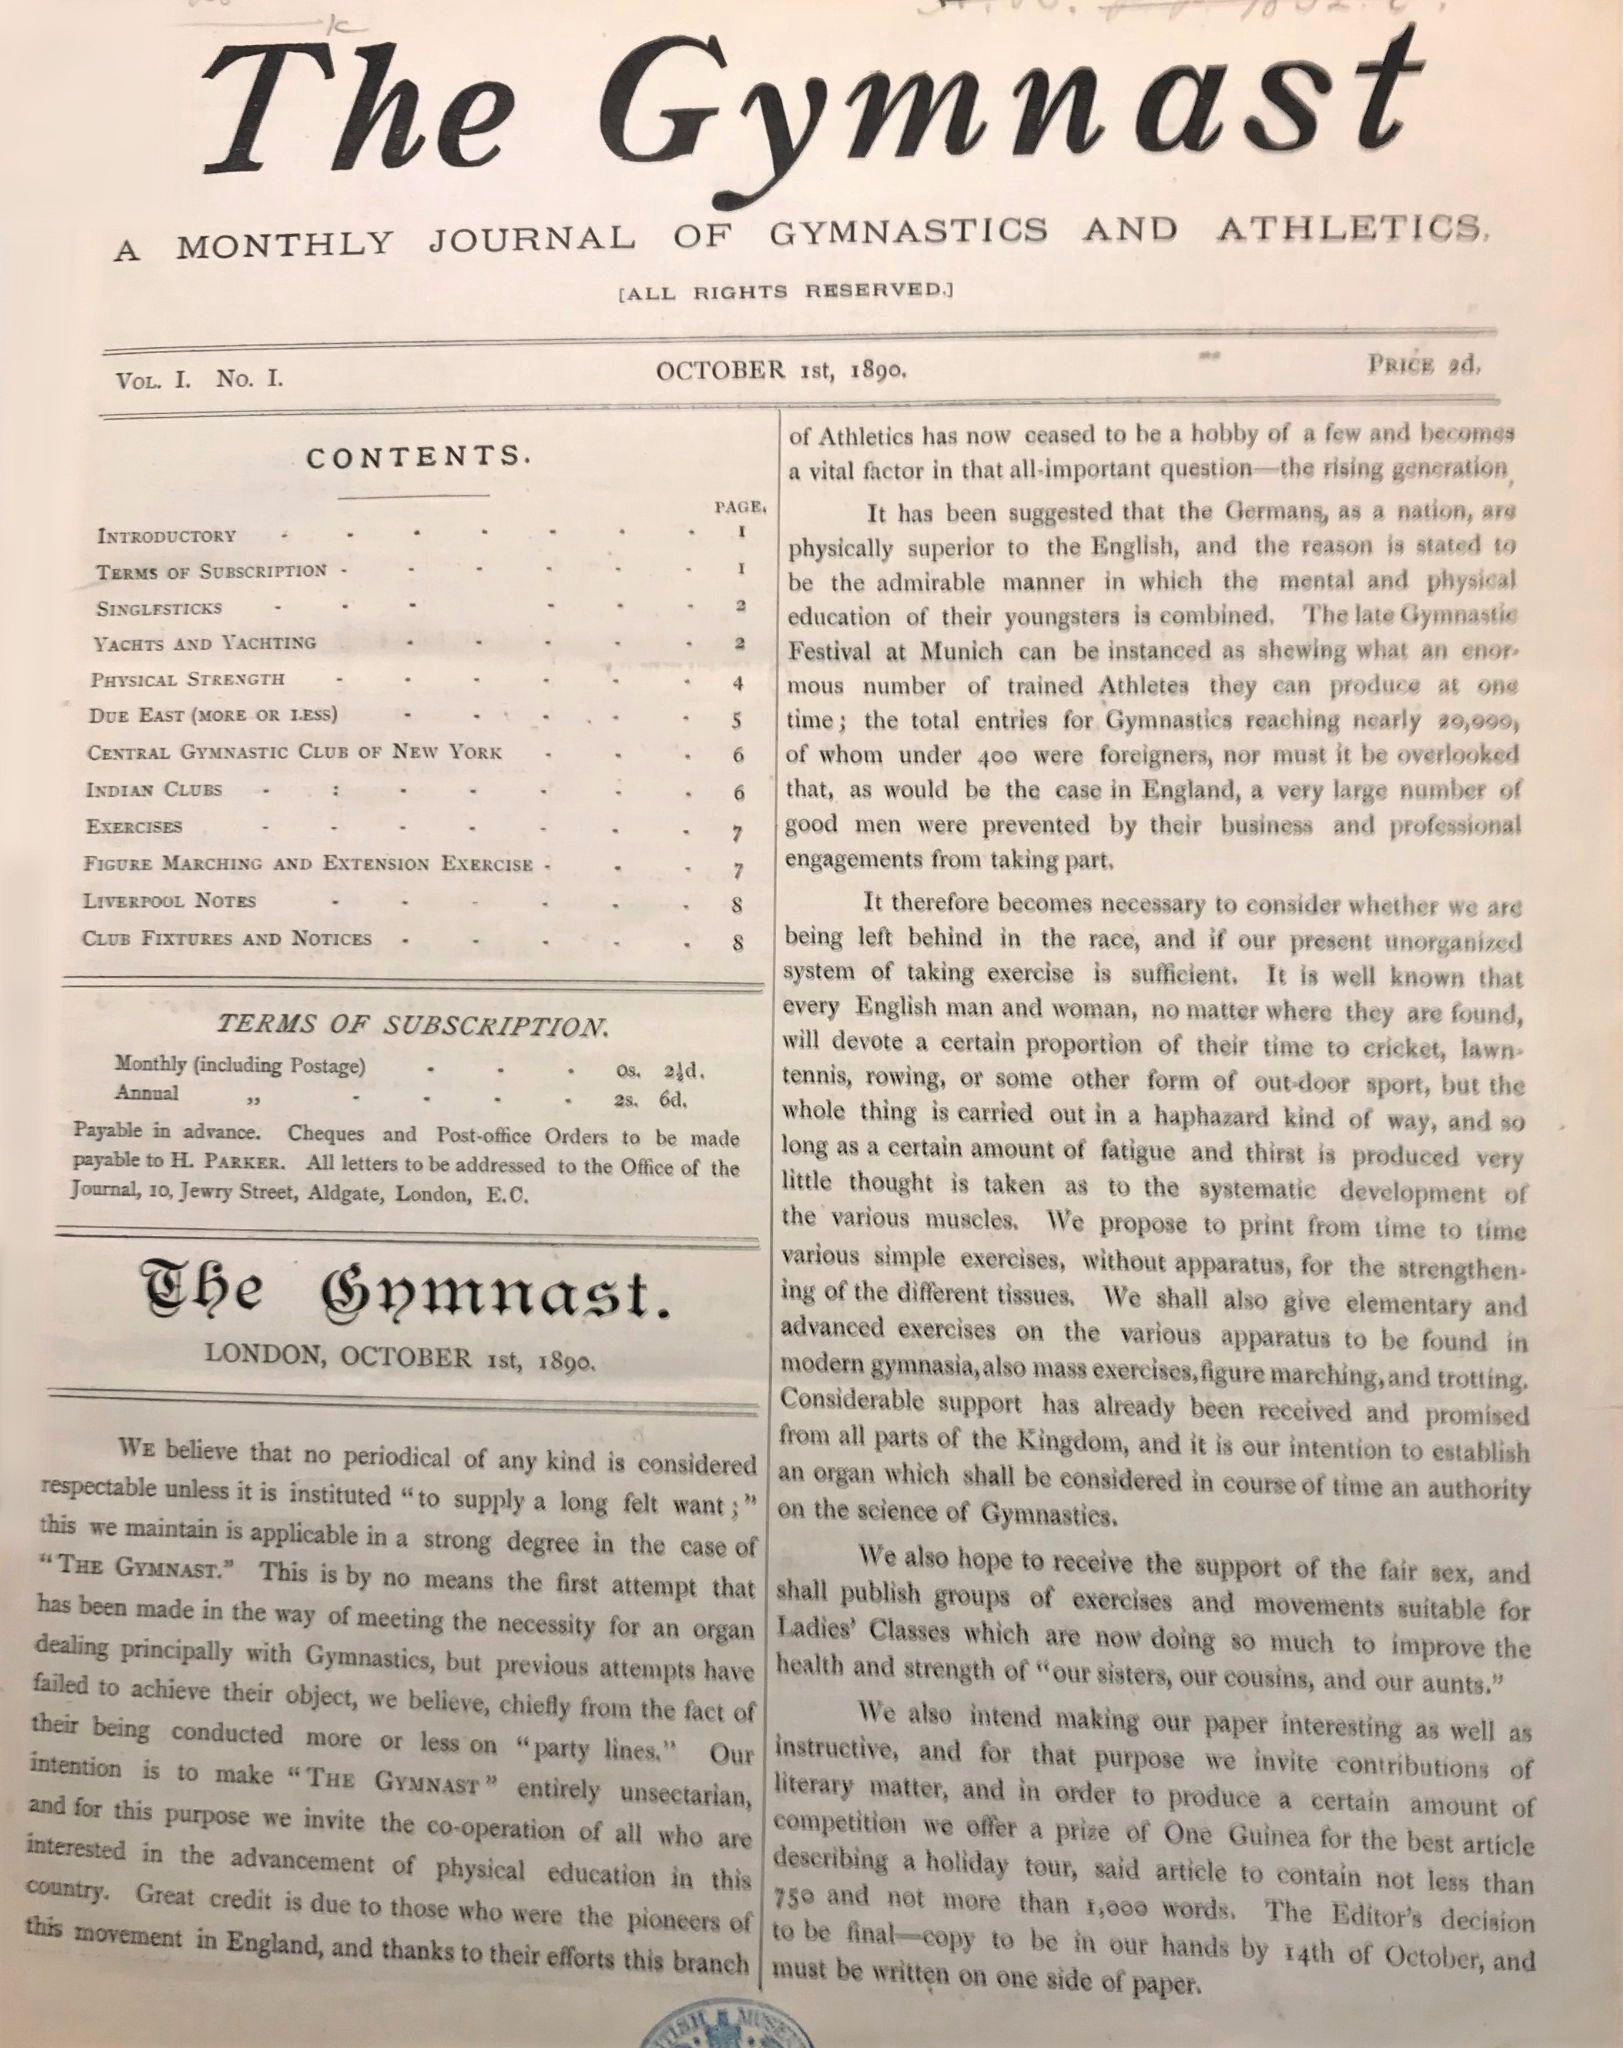 The Gymnast
A MONTHLY JOURNAL OF GYMNASTICS AND ATHLETICS.
[ALL RIGHTS RESERVED.]
VOL. I. No. I.
OCTOBER 1st, 1890.
PRICE 2d.
CONTENTS.
PAGE.
INTRODUCTORY - - - - - - - 1
TERMS OF SUBSCRIPTION - - - - - - 1
SINGLESTICKS - - - - - - 2
YACHTS AND YACHTING - - - - - 2
PHYSICAL STRENGTH - - - - - - 4
DUE EAST (MORE OR LESS) - - - - - 5
CENTRAL GYMNASTIC CLUB OF NEW YORK - - - 6
INDIAN CLUBS - : - - - - - 6
EXERCISES - - - - - - - 7
FIGURE MARCHING AND EXTENSION EXERCISE - - - 7
LIVERPOOL NOTES - - - - - - 8
CLUB FIXTURES AND NOTICES - - - - - 8
TERMS OF SUBSCRIPTION.
Monthly (including Postage) - - - 0s. 2½d.
Annual ,, - - - - 2s. 6d.
Payable in advance. Cheques and Post-office Orders to be made
payable to H. PARKER. All letters to be addressed to the Office of the
Journal, 10, Jewry Street, Aldgate, London, E.C.
The Gymnast.
LONDON, OCTOBER 1st, 1890.
WE believe that no periodical of any kind is considered
respectable unless it is instituted "to supply a long felt want;"
this we maintain is applicable in a strong degree in the case of
"THE GYMNAST." This is by no means the first attempt that
has been made in the way of meeting the necessity for an organ
dealing principally with Gymnastics, but previous attempts have
failed to achieve their object, we believe, chiefly from the fact of
their being conducted more or less on "party lines." Our
intention is to make "THE GYMNAST" entirely unsectarian,
and for this purpose we invite the co-operation of all who are
interested in the advancement of physical education in this
country. Great credit is due to those who were the pioneers of
this movement in England, and thanks to their efforts this branch
of Athletics has now ceased to be a hobby of a few and becomes
a vital factor in that all-important question—the rising generation.
It has been suggested that the Germans, as a nation, are
physically superior to the English, and the reason is stated to
be the admirable manner in which the mental and physical
education of their youngsters is combined. The late Gymnastic
Festival at Munich can be instanced as shewing what an enor-
mous number of trained Athletes they can produce at one
time; the total entries for Gymnastics reaching nearly 20,000,
of whom under 400 were foreigners, nor must it be overlooked
that, as would be the case in England, a very large number of
good men were prevented by their business and professional
engagements from taking part.
It therefore becomes necessary to consider whether we are
being left behind in the race, and if our present unorganized
system of taking exercise is sufficient. It is well known that
every English man and woman, no matter where they are found,
will devote a certain proportion of their time to cricket, lawn-
tennis, rowing, or some other form of out-door sport, but the
whole thing is carried out in a haphazard kind of way, and so
long as a certain amount of fatigue and thirst is produced very
little thought is taken as to the systematic development of
the various muscles. We propose to print from time to time
various simple exercises, without apparatus, for the strengthen-
ing of the different tissues. We shall also give elementary and
advanced exercises on the various apparatus to be found in
modern gymnasia, also mass exercises, figure marching, and trotting.
Considerable support has already been received and promised
from all parts of the Kingdom, and it is our intention to establish
an organ which shall be considered in course of time an authority
on the science of Gymnastics.
We also hope to receive the support of the fair sex, and
shall publish groups of exercises and movements suitable for
Ladies' Classes which are now doing so much to improve the
health and strength of "our sisters, our cousins, and our aunts."
We also intend making our paper interesting as well as
instructive, and for that purpose we invite contributions of
literary matter, and in order to produce a certain amount of
competition we offer a prize of One Guinea for the best article
describing a holiday tour, said article to contain not less than
750 and not more than 1,000 words. The Editor's decision
to be final—copy to be in our hands by 14th of October, and
must be written on one side of paper.